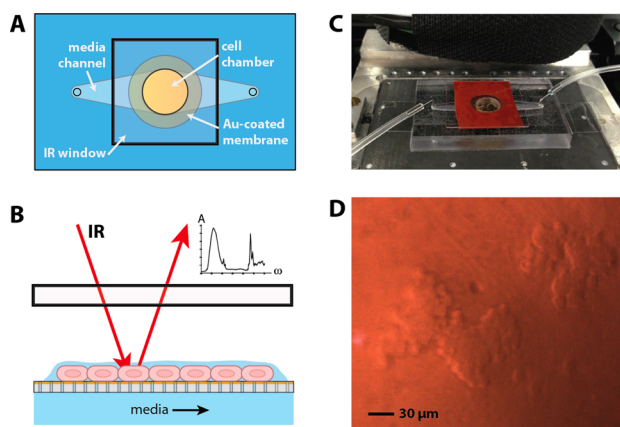 A
media
channel
cell
chamber
IR window
Au-coated
membrane
B
IR
A
ω
media
C
D
30 µm